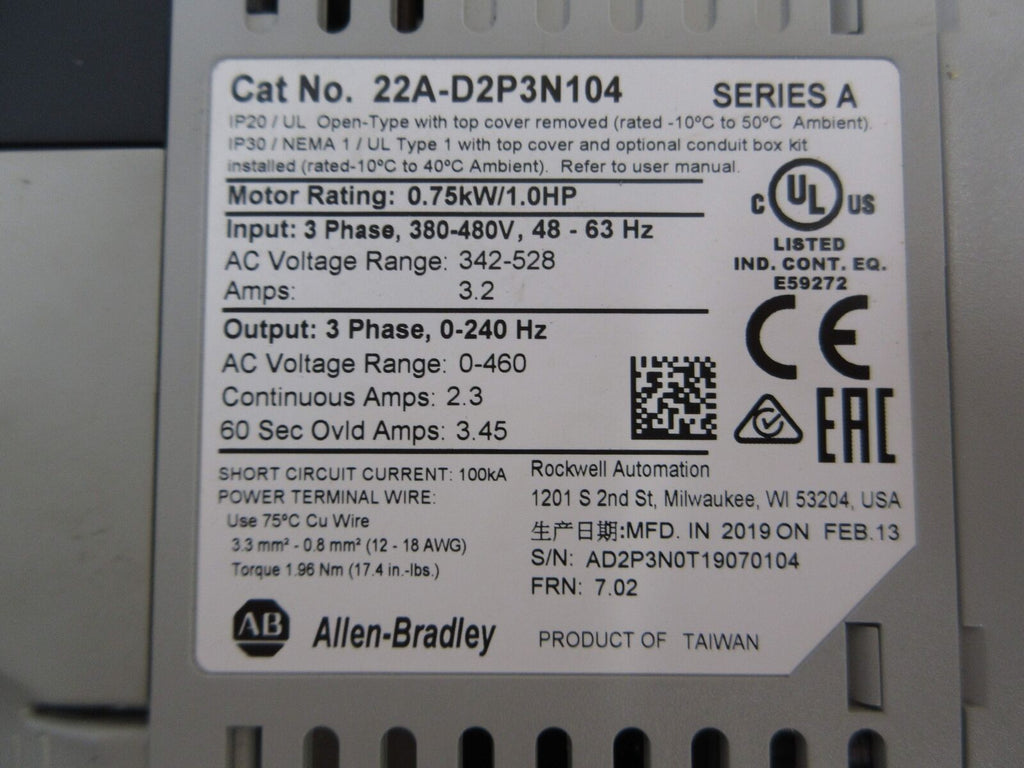 Cat No. 22A-D2P3N104 SERIES A
IP20 / UL Open-Type with top cover removed (rated -10ºC to 50ºC Ambient).
IP30 / NEMA 1 / UL Type 1 with top cover and optional conduit box kit
installed (rated-10ºC to 40ºC Ambient). Refer to user manual.
Motor Rating: 0.75kW/1.0HP
Input: 3 Phase, 380-480V, 48 - 63 Hz
AC Voltage Range: 342-528
Amps: 3.2
C UL US
LISTED
IND. CONT. EQ.
E59272
CE
Output: 3 Phase, 0-240 Hz
AC Voltage Range: 0-460
Continuous Amps: 2.3
60 Sec Ovld Amps: 3.45
EAC
SHORT CIRCUIT CURRENT: 100kA
POWER TERMINAL WIRE:
Use 75ºC Cu Wire
3.3 mm² - 0.8 mm² (12 - 18 AWG)
Torque 1.96 Nm (17.4 in.-lbs.)
Rockwell Automation
1201 S 2nd St, Milwaukee, WI 53204, USA
生产日期:MFD. IN 2019 ON FEB.13
S/N: AD2P3N0T19070104
FRN: 7.02
AB Allen-Bradley
PRODUCT OF TAIWAN